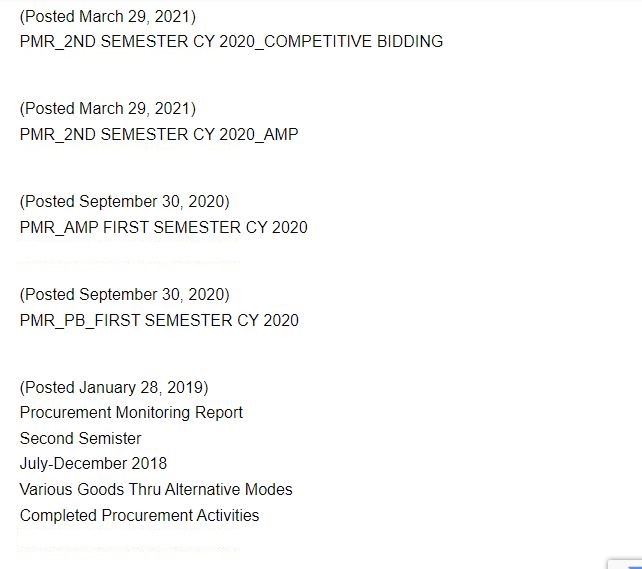 (Posted March 29, 2021)
PMR_2ND SEMESTER CY 2020_COMPETITIVE BIDDING
(Posted March 29, 2021)
PMR_2ND SEMESTER CY 2020_AMP
(Posted September 30, 2020)
PMR_AMP FIRST SEMESTER CY 2020
(Posted September 30, 2020)
PMR_PB_FIRST SEMESTER CY 2020
(Posted January 28, 2019)
Procurement Monitoring Report
Second Semister
July-December 2018
Various Goods Thru Alternative Modes
Completed Procurement Activities